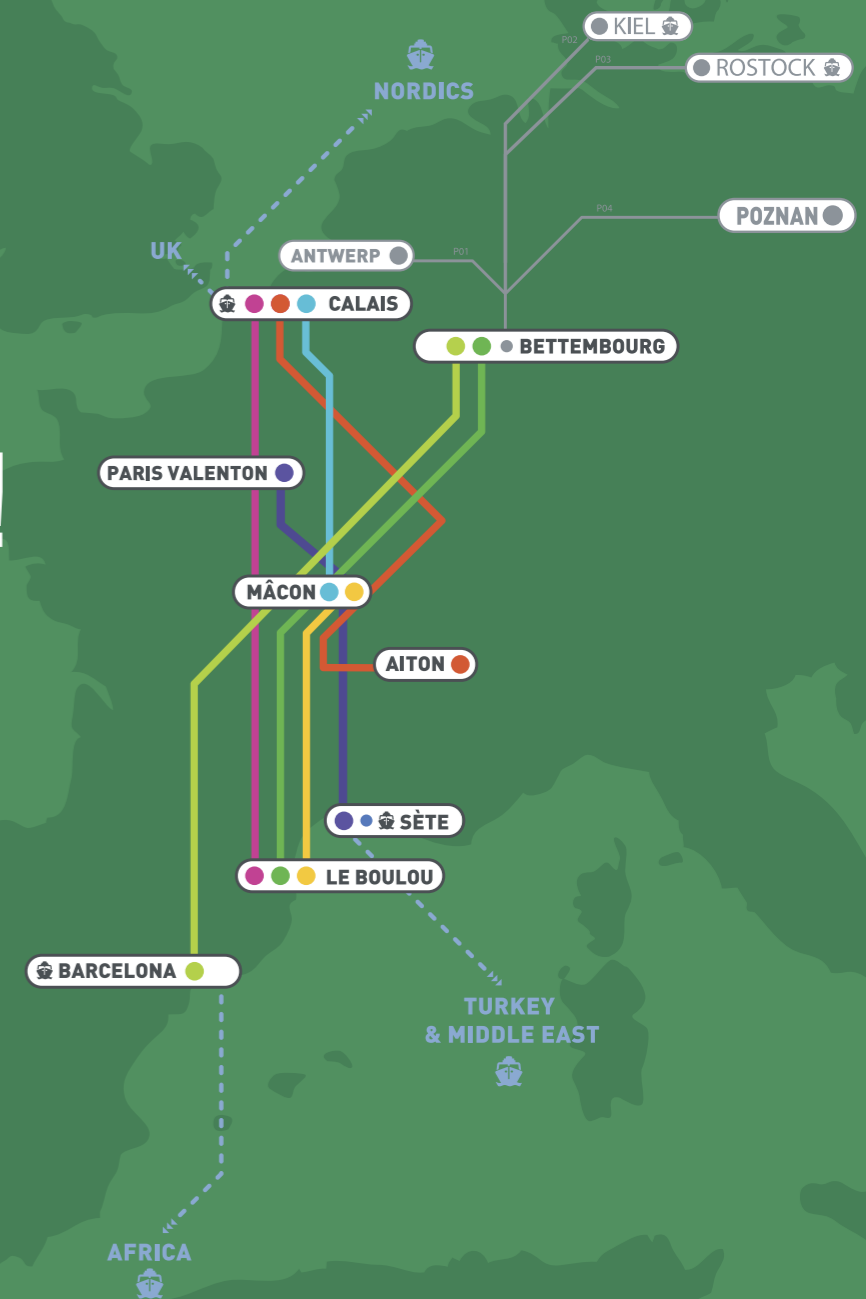 KIEL
P02
P03
ROSTOCK
NORDICS
P04
POZNAN
UK
ANTWERP
P01
CALAIS
BETTEMBOURG
PARIS VALENTON
!
MÂCON
AITON
SÈTE
LE BOULOU
BARCELONA
TURKEY
& MIDDLE EAST
AFRICA